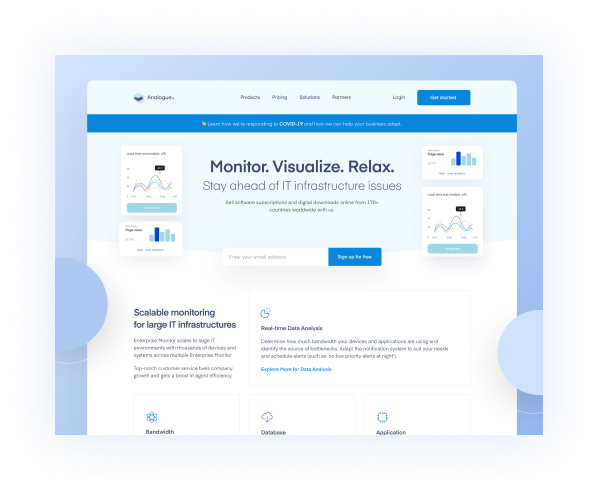 Analogue.
Products
Pricing
Solutions
Partners
Login
Get started
👋 Learn how we're responding to COVID-19 and how we can help your business adapt.
Monitor. Visualize. Relax.
Stay ahead of IT infrastructure issues
Sell software subscriptions and digital downloads online from 170+
countries worldwide with us.
Page views
Page views
Enter your email address
Sign up for free
Scalable monitoring
for large IT infrastructures
Enterprise Monitor scales to large IT
environments with thousands of devices and
systems across multiple Enterprise Monitor
Top-notch customer service fuels company
growth and gets a boost in agent efficiency.
Real-time Data Analysis
Determine how much bandwidth your devices and applications are using and
identify the source of bottlenecks. Adapt the notification system to suit your needs
and schedule alerts (such as 'no low priority alerts at night').
Explore More for Data Analysis
Bandwidth
Database
Application